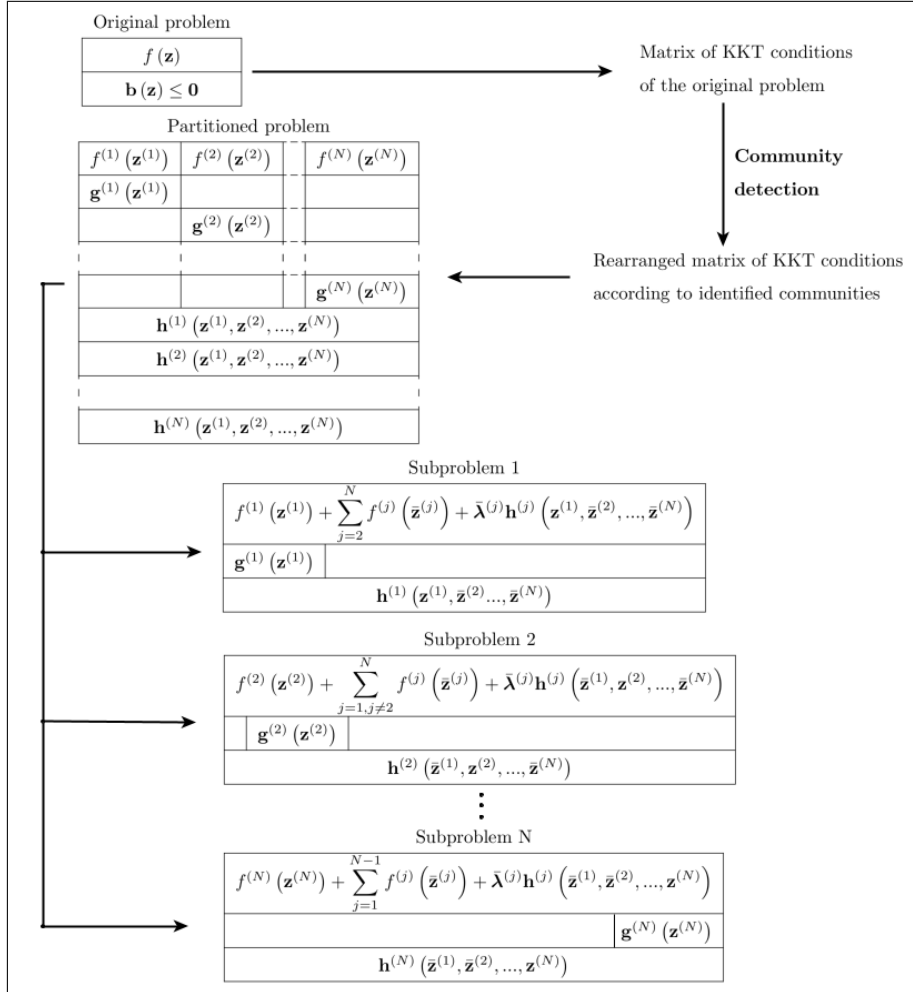 Original problem
f (z)
b (z) ≤ 0
Matrix of KKT conditions
of the original problem
Community
detection
Rearranged matrix of KKT conditions
according to identified communities
Partitioned problem
f⁽¹⁾ (z⁽¹⁾) f⁽²⁾ (z⁽²⁾) f⁽ᴺ⁾ (z⁽ᴺ⁾)
g⁽¹⁾ (z⁽¹⁾)
g⁽²⁾ (z⁽²⁾)
g⁽ᴺ⁾ (z⁽ᴺ⁾)
h⁽¹⁾ (z⁽¹⁾, z⁽²⁾, ..., z⁽ᴺ⁾)
h⁽²⁾ (z⁽¹⁾, z⁽²⁾, ..., z⁽ᴺ⁾)
h⁽ᴺ⁾ (z⁽¹⁾, z⁽²⁾, ..., z⁽ᴺ⁾)
Subproblem 1
f⁽¹⁾ (z⁽¹⁾) + ∑_{j=2}^{N} f⁽ʲ⁾ (z̄⁽ʲ⁾) + λ̄⁽ʲ⁾h⁽ʲ⁾ (z⁽¹⁾, z̄⁽²⁾, ..., z̄⁽ᴺ⁾)
g⁽¹⁾ (z⁽¹⁾)
h⁽¹⁾ (z⁽¹⁾, z̄⁽²⁾..., z̄⁽ᴺ⁾)
Subproblem 2
f⁽²⁾ (z⁽²⁾) + ∑_{j=1,j≠2}^{N} f⁽ʲ⁾ (z̄⁽ʲ⁾) + λ̄⁽ʲ⁾h⁽ʲ⁾ (z̄⁽¹⁾, z⁽²⁾, ..., z̄⁽ᴺ⁾)
g⁽²⁾ (z⁽²⁾)
h⁽²⁾ (z̄⁽¹⁾, z⁽²⁾, ..., z̄⁽ᴺ⁾)
Subproblem N
f⁽ᴺ⁾ (z⁽ᴺ⁾) + ∑_{j=1}^{N−1} f⁽ʲ⁾ (z̄⁽ʲ⁾) + λ̄⁽ʲ⁾h⁽ʲ⁾ (z̄⁽¹⁾, z̄⁽²⁾, ..., z⁽ᴺ⁾)
g⁽ᴺ⁾ (z⁽ᴺ⁾)
h⁽ᴺ⁾ (z̄⁽¹⁾, z̄⁽²⁾, ..., z⁽ᴺ⁾)